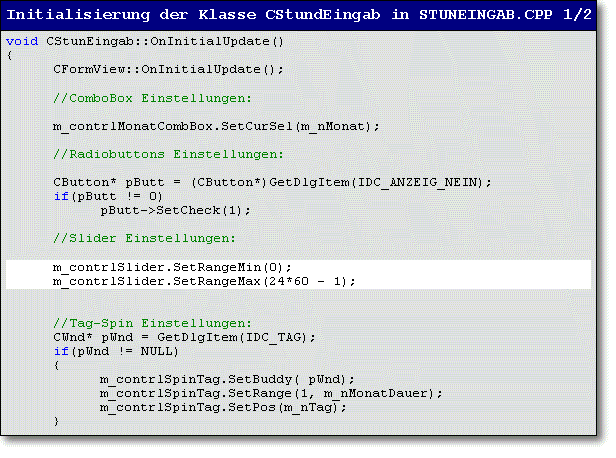 Initialisierung der Klasse CStundEingab in STUNEINGAB.CPP 1/2
void CStunEingab::OnInitialUpdate()
{
CFormView::OnInitialUpdate();
//ComboBox Einstellungen:
m_contrlMonatCombBox.SetCurSel(m_nMonat);
//Radiobuttons Einstellungen:
CButton* pButt = (CButton*)GetDlgItem(IDC_ANZEIG_NEIN);
if(pButt != 0)
pButt->SetCheck(1);
//Slider Einstellungen:
m_contrlSlider.SetRangeMin(0);
m_contrlSlider.SetRangeMax(24*60 - 1);
//Tag-Spin Einstellungen:
CWnd* pWnd = GetDlgItem(IDC_TAG);
if(pWnd != NULL)
{
m_contrlSpinTag.SetBuddy( pWnd);
m_contrlSpinTag.SetRange(1, m_nMonatDauer);
m_contrlSpinTag.SetPos(m_nTag);
}